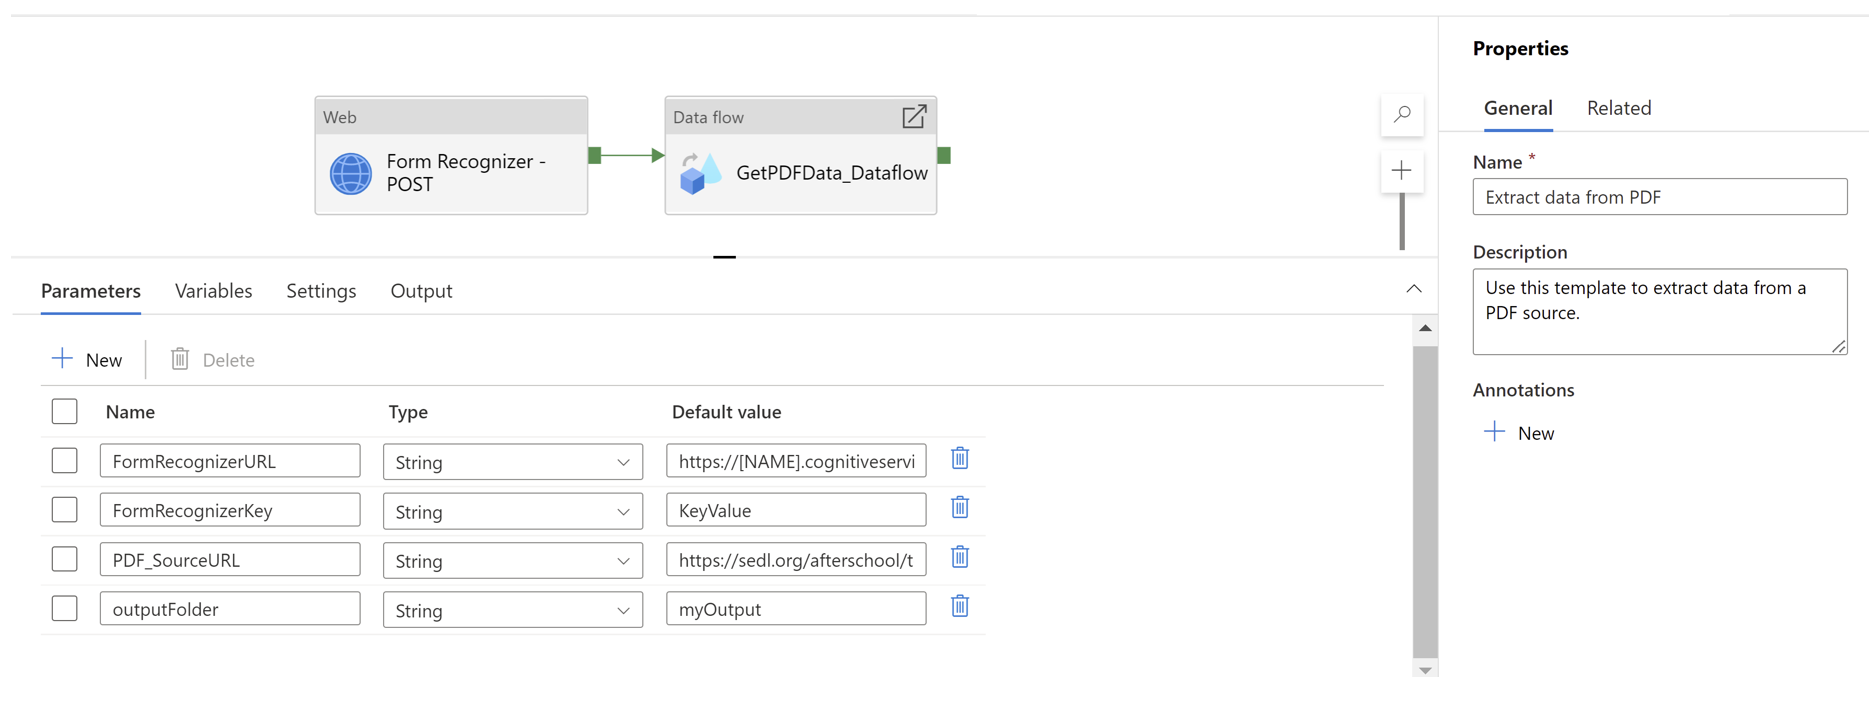 Web
Form Recognizer -
POST
Data flow
GetPDFData_Dataflow
Parameters Variables Settings Output
New Delete
Name Type Default value
FormRecognizerURL String https://[NAME].cognitiveservi
FormRecognizerKey String KeyValue
PDF_SourceURL String https://sedl.org/afterschool/t
outputFolder String myOutput
Properties
General Related
Name *
Extract data from PDF
Description
Use this template to extract data from a
PDF source.
Annotations
New